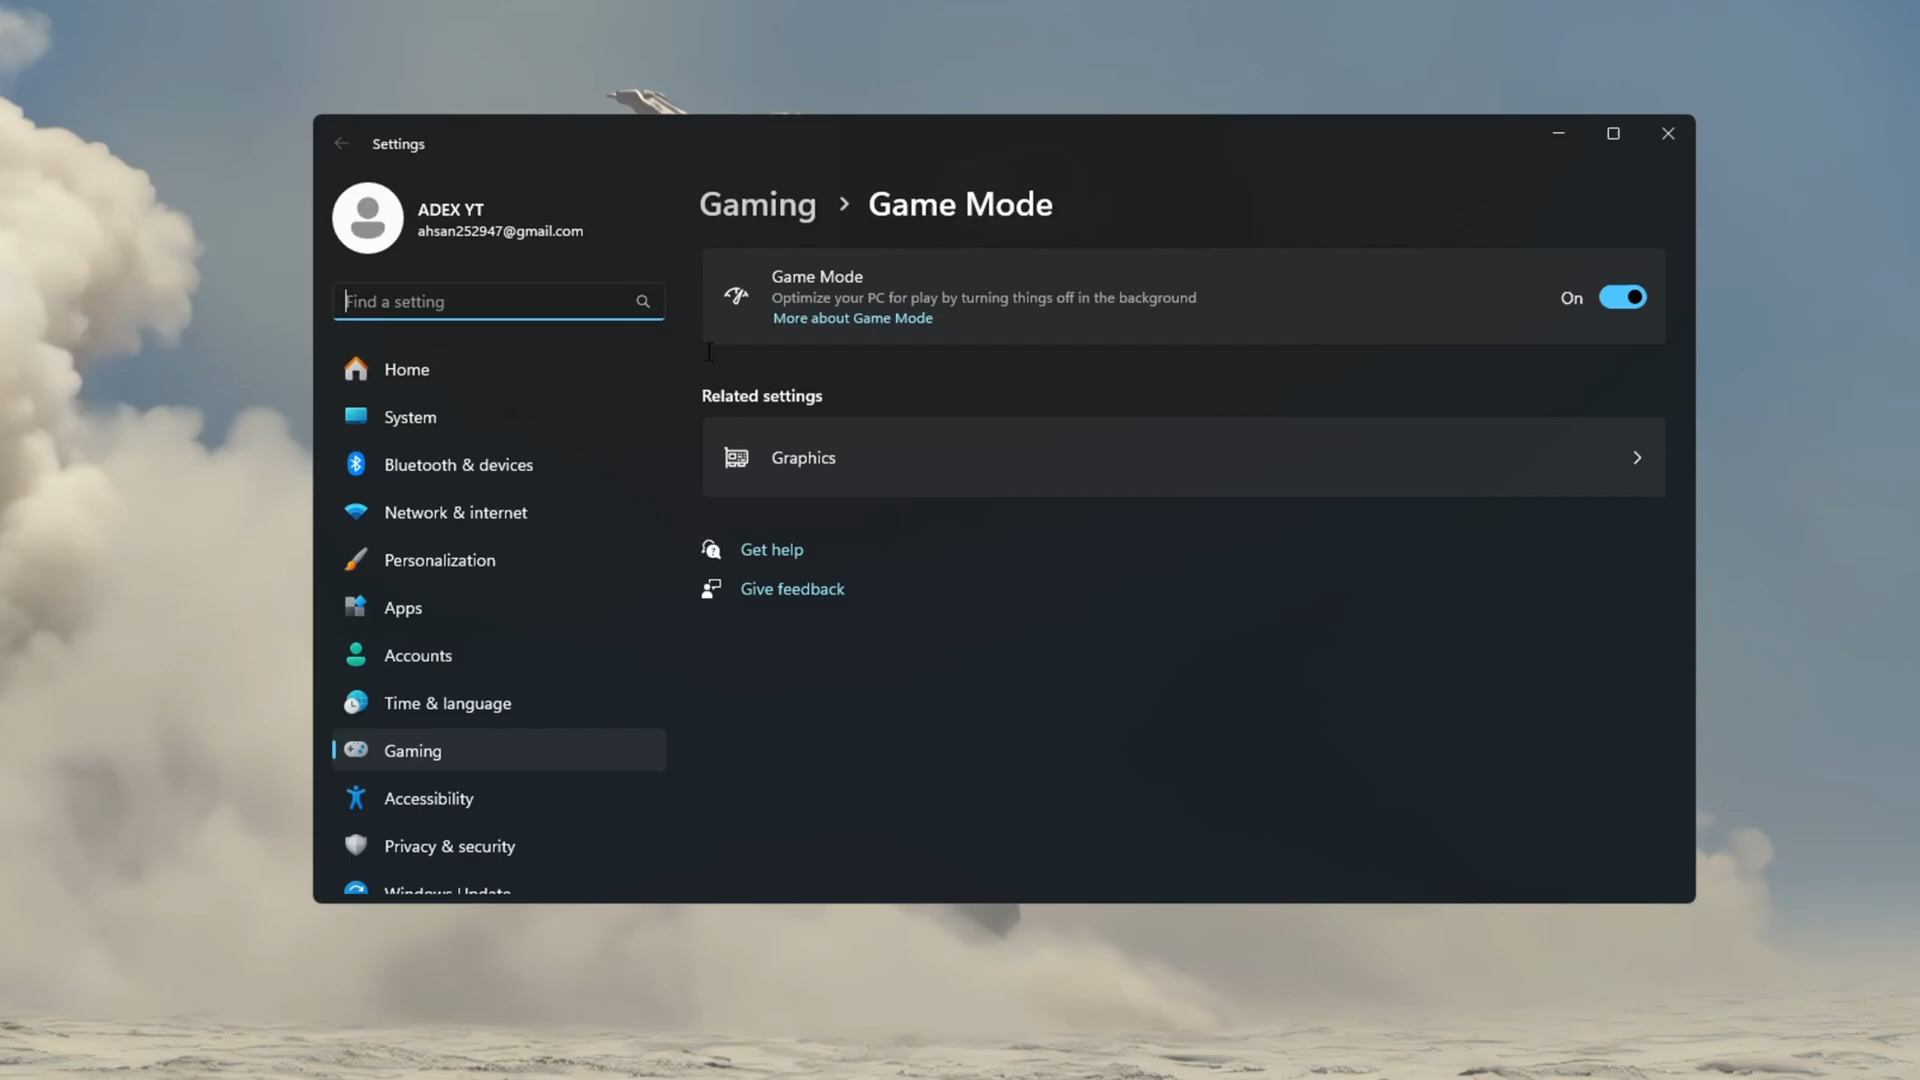 Settings
ADEX YT
ahsan252947@gmail.com
Find a setting
Home
System
Bluetooth & devices
Network & internet
Personalization
Apps
Accounts
Time & language
Gaming
Accessibility
Privacy & security
Windows Update
Gaming › Game Mode
Game Mode
Optimize your PC for play by turning things off in the background
More about Game Mode
On
Related settings
Graphics
Get help
Give feedback